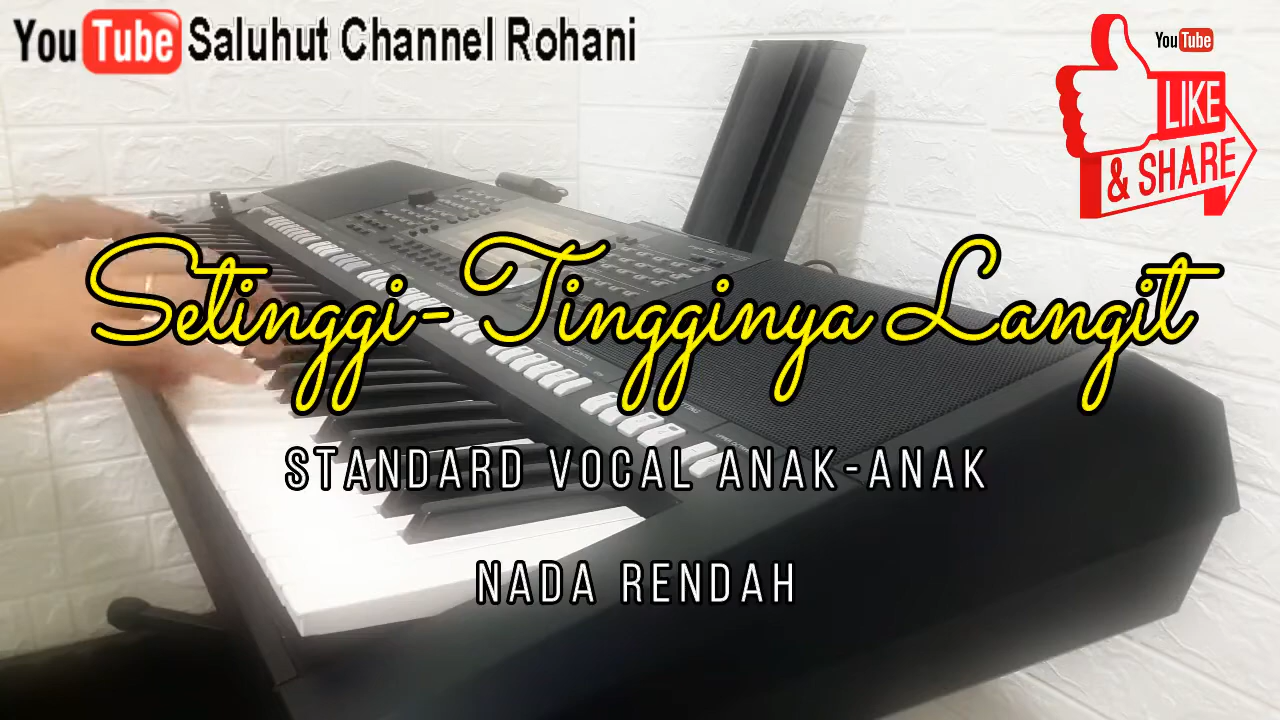 YouTube Saluhut Channel Rohani
YouTube
LIKE
& SHARE
Setinggi-Tingginya Langit
STANDARD VOCAL ANAK-ANAK
NADA RENDAH